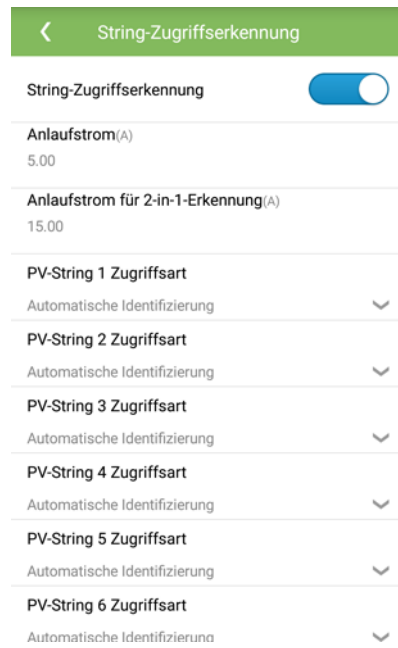 String-Zugriffserkennung
String-Zugriffserkennung
Anlaufstrom(A)
5.00
Anlaufstrom für 2-in-1-Erkennung(A)
15.00
PV-String 1 Zugriffsart
Automatische Identifizierung
PV-String 2 Zugriffsart
Automatische Identifizierung
PV-String 3 Zugriffsart
Automatische Identifizierung
PV-String 4 Zugriffsart
Automatische Identifizierung
PV-String 5 Zugriffsart
Automatische Identifizierung
PV-String 6 Zugriffsart
Automatische Identifizierung